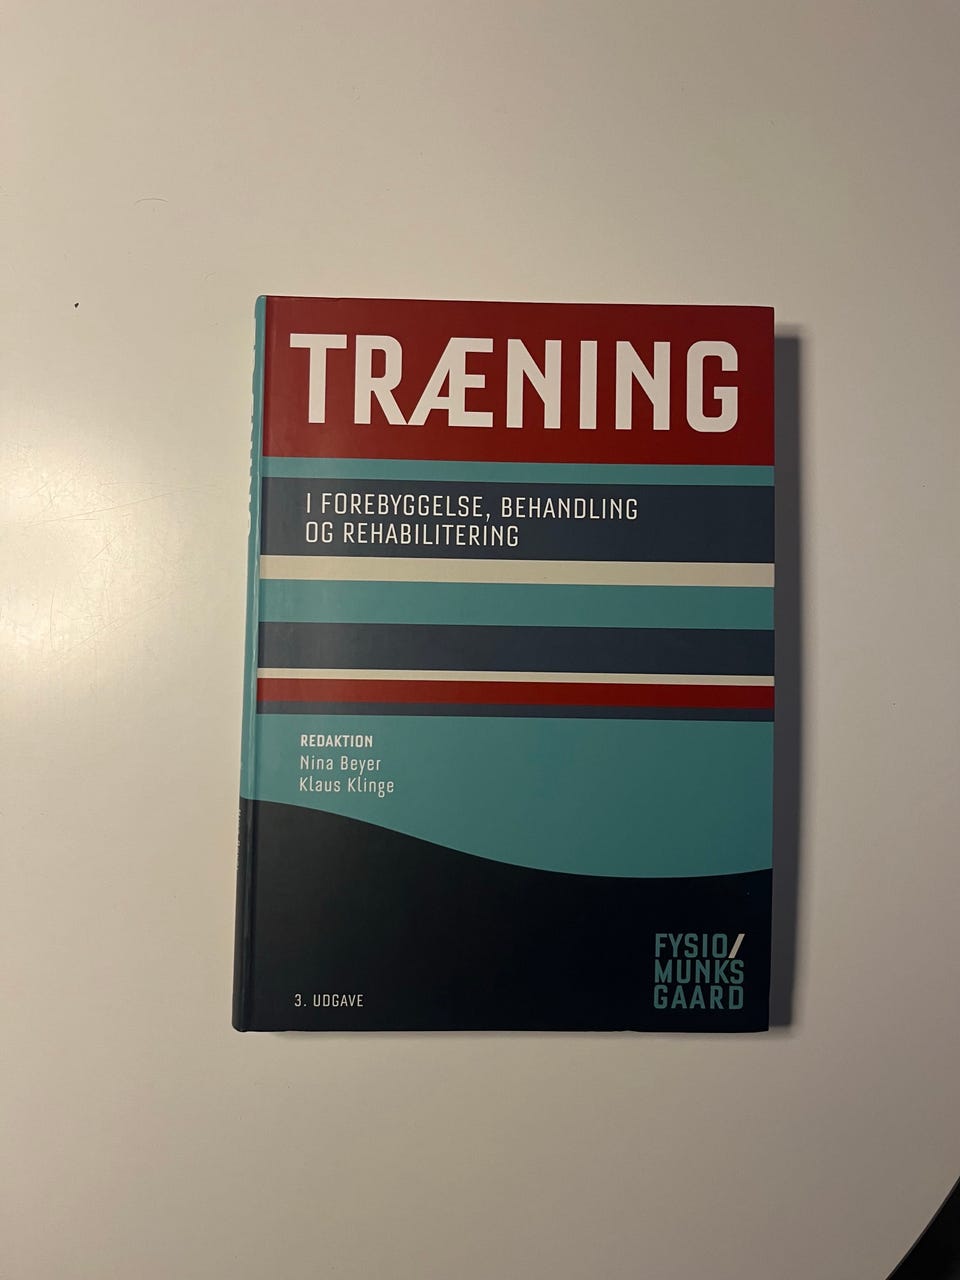 TRÆNING
I FOREBYGGELSE, BEHANDLING
OG REHABILITERING
REDAKTION
Nina Beyer
Klaus Klinge
3. UDGAVE
FYSIO/
MUNKS
GAARD